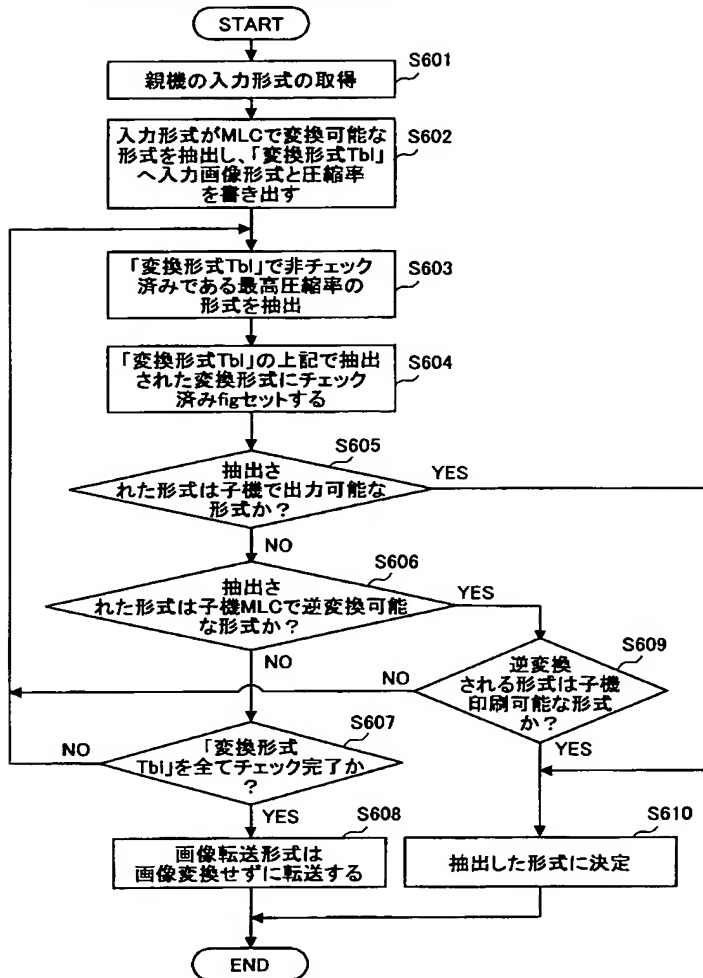 START
S601
親機の入力形式の取得
S602
入力形式がMLCで変換可能な
形式を抽出し、「変換形式Tbl」
へ入力画像形式と圧縮率
を書き出す
S603
「変換形式Tbl」で非チェック
済みである最高圧縮率の
形式を抽出
S604
「変換形式Tbl」の上記で抽出
された変換形式にチェック
済みfigセットする
S605
抽出さ
れた形式は子機で出力可能な
形式か?
YES
NO
S606
抽出さ
れた形式は子機MLCで逆変換可能
な形式か?
YES
NO
S609
逆変換
される形式は子機
印刷可能な形式
か?
NO
YES
S607
「変換形式
Tbl」を全てチェック完了か
?
NO
YES
S608
画像転送形式は
画像変換せずに転送する
S610
抽出した形式に決定
END